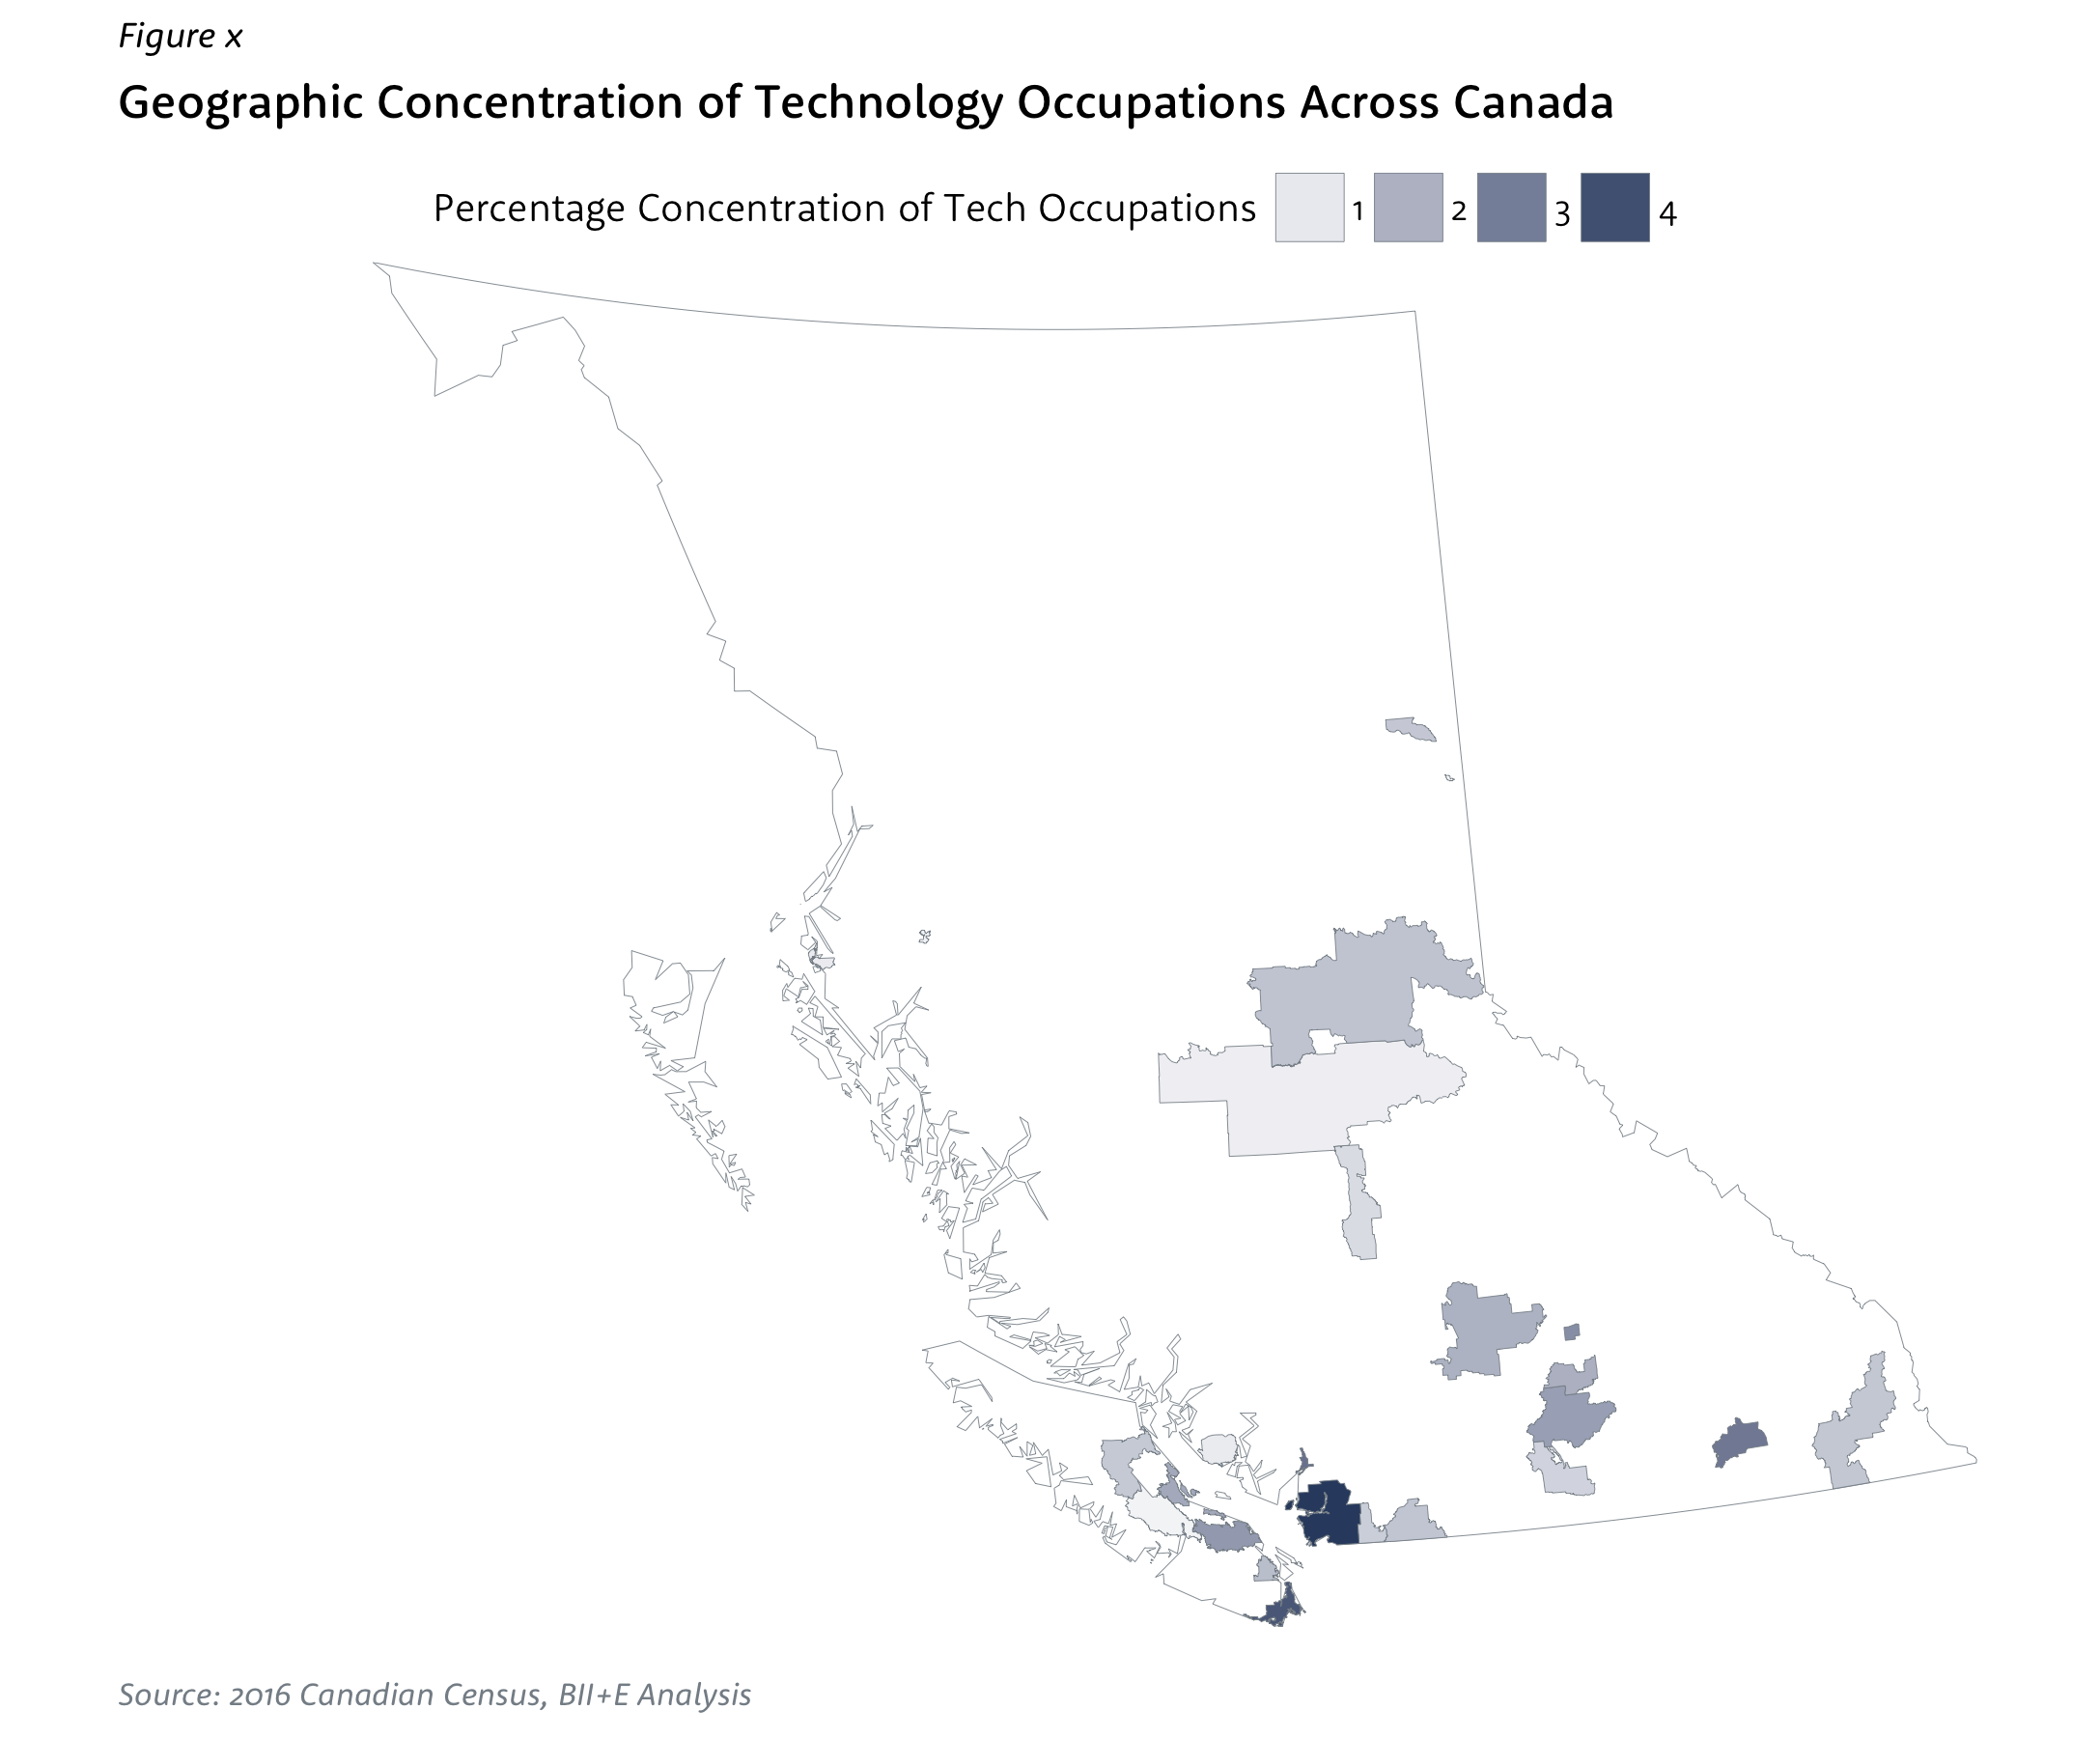 Figure x
Geographic Concentration of Technology Occupations Across Canada
Percentage Concentration of Tech Occupations 1 2 3 4
Source: 2016 Canadian Census, BII+E Analysis